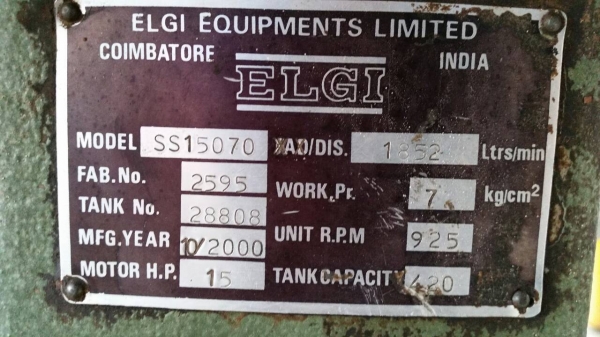 ELGI EQUIPMENTS LIMITED
COIMBATORE INDIA
ELGI
MODEL SS15070 FAD/DIS. 1852 Ltrs/min
FAB.No. 2595 WORK.Pr. 7 kg/cm²
TANK No. 28808
MFG.YEAR 10/2000 UNIT R.P.M 925
MOTOR H.P. 15 TANK CAPACITY 420